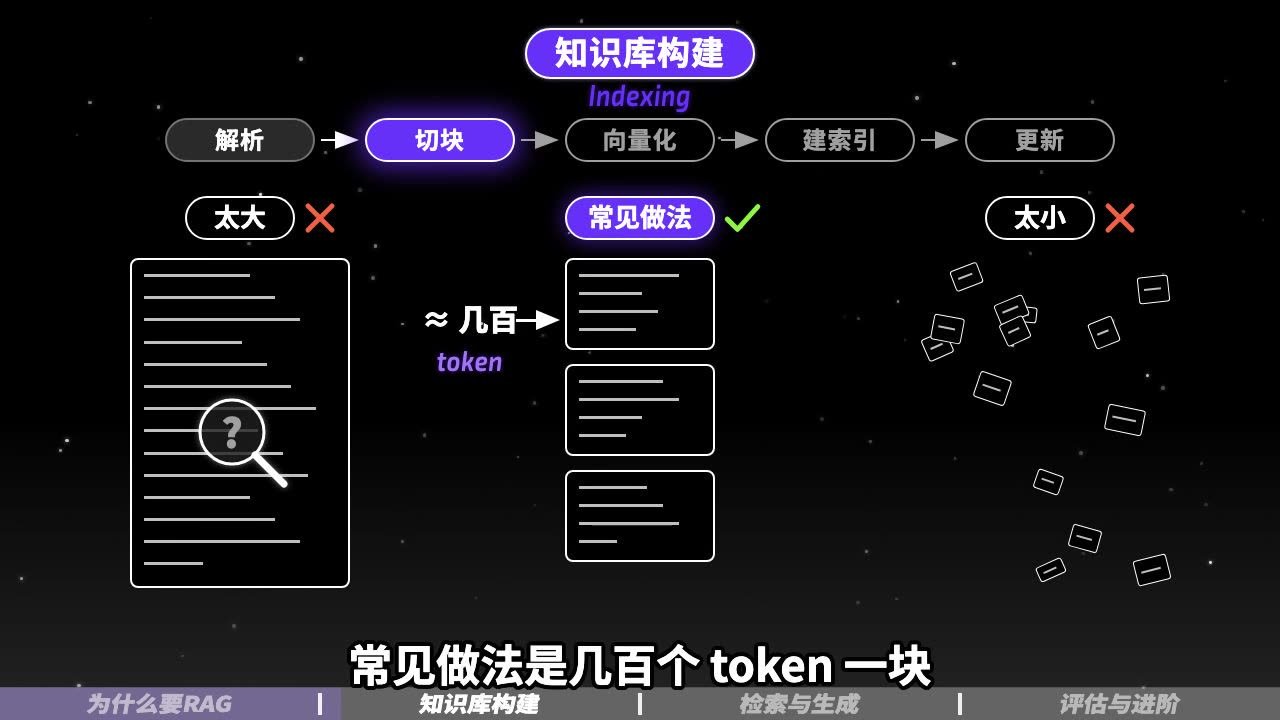 知识库构建
Indexing
解析
切块
向量化
建索引
更新
太大
常见做法
太小
≈ 几百
token
?
常见做法是几百个 token 一块
为什么要RAG
知识库构建
检索与生成
评估与进阶